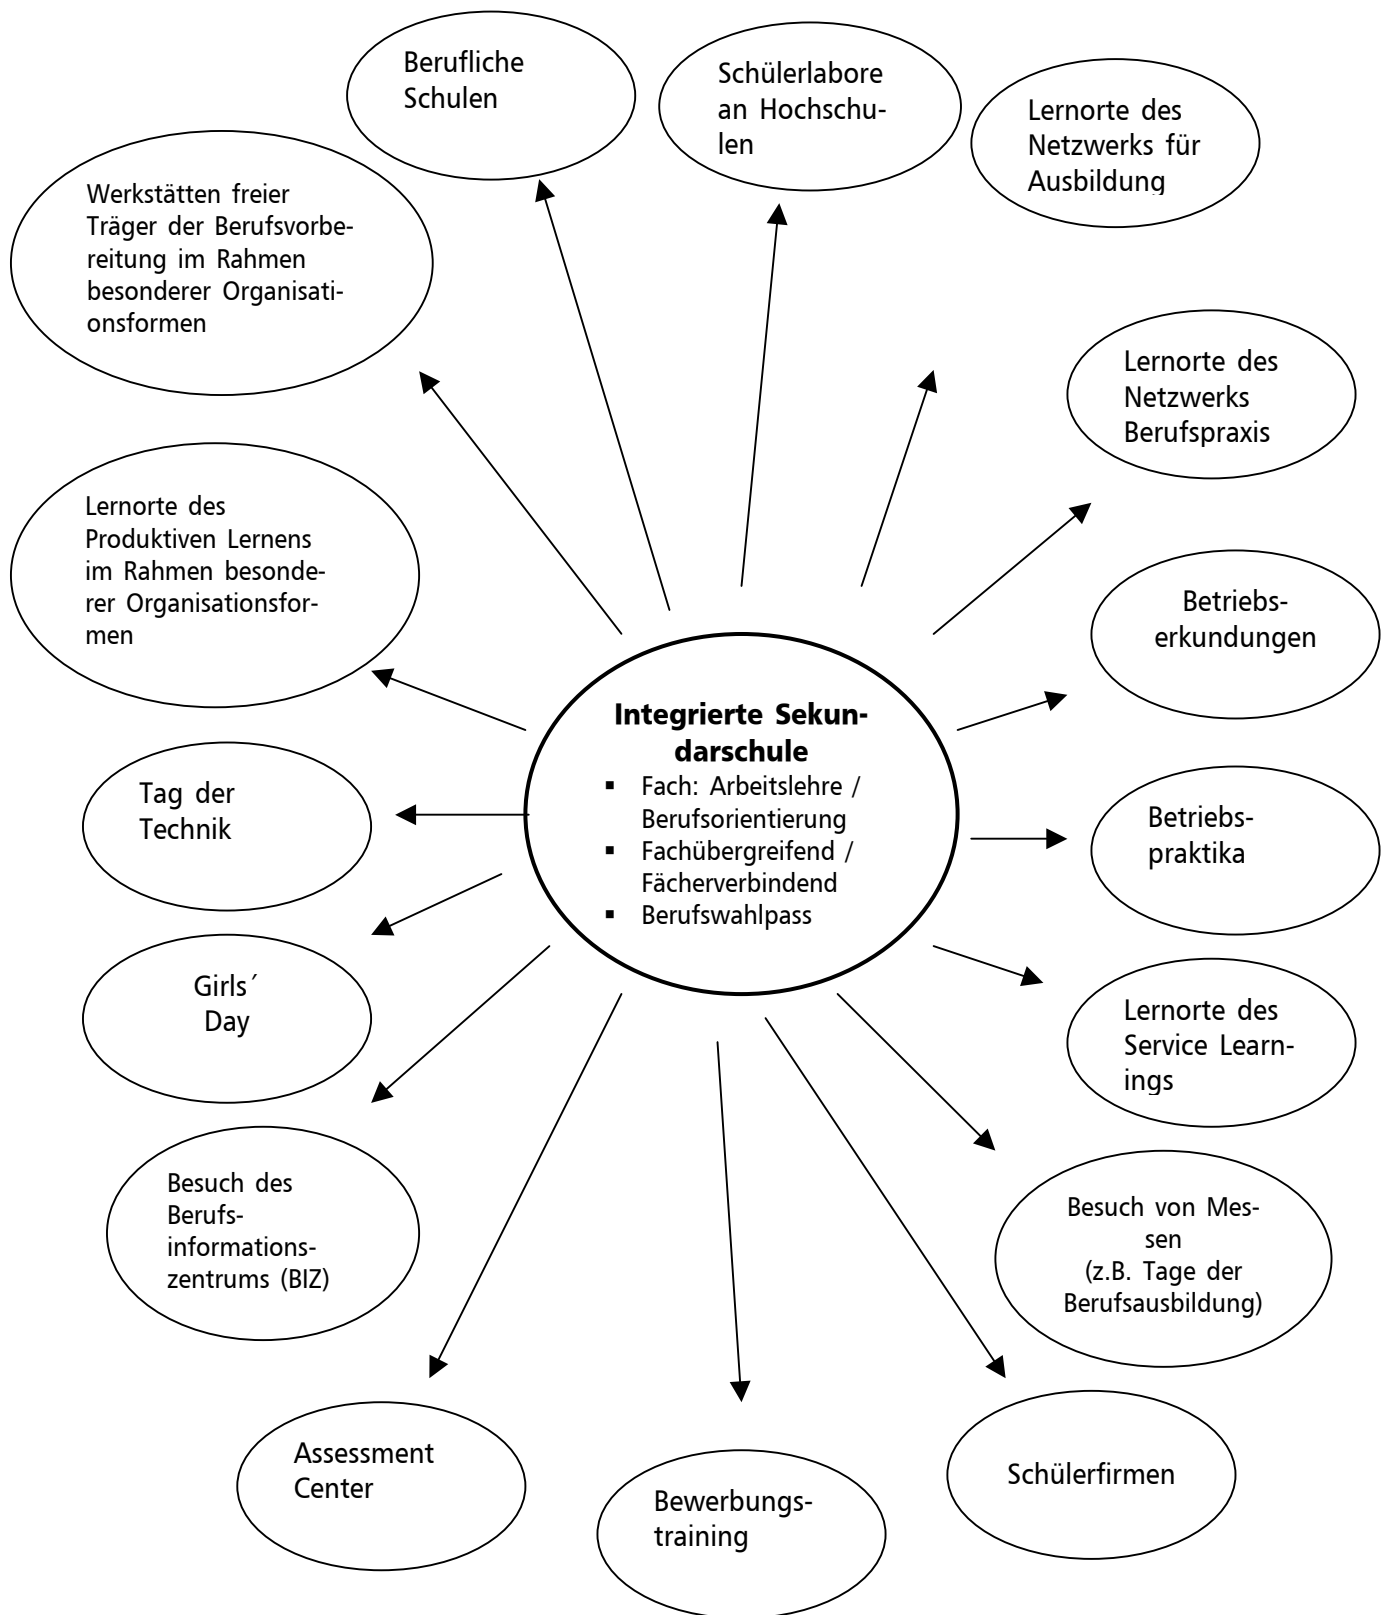 Berufliche
Schulen
Schülerlabore
an Hochschu-
len
Lernorte des
Netzwerks für
Ausbildung
Werkstätten freier
Träger der Berufsvorbe-
reitung im Rahmen
besonderer Organisati-
onsformen
Lernorte des
Netzwerks
Berufspraxis
Lernorte des
Produktiven Lernens
im Rahmen besonde-
rer Organisationsfor-
men
Betriebs-
erkundungen
Integrierte Sekun-
darschule
▪ Fach: Arbeitslehre /
Berufsorientierung
▪ Fachübergreifend /
Fächerverbindend
▪ Berufswahlpass
Tag der
Technik
Betriebs-
praktika
Girls´
Day
Lernorte des
Service Learn-
ings
Besuch des
Berufs-
informations-
zentrums (BIZ)
Besuch von Mes-
sen
(z.B. Tage der
Berufsausbildung)
Assessment
Center
Bewerbungs-
training
Schülerfirmen